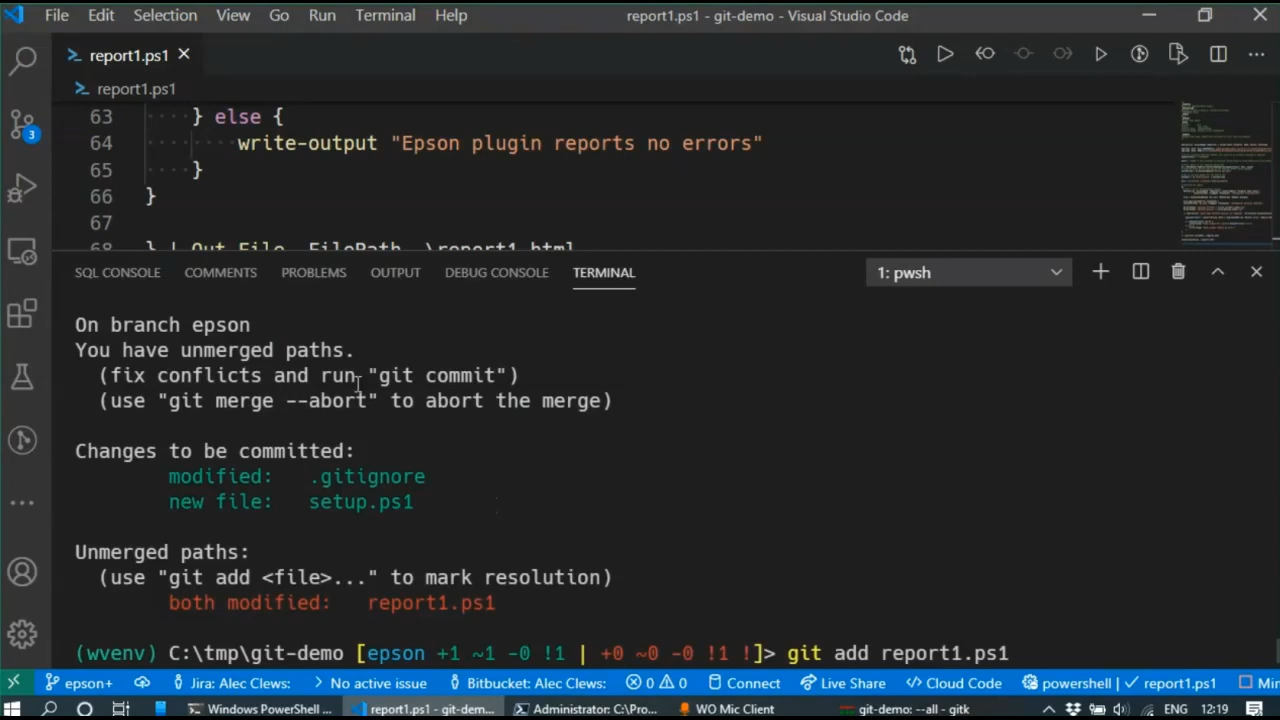 File Edit Selection View Go Run Terminal Help report1.ps1 - git-demo - Visual Studio Code
report1.ps1
report1.ps1
63 } else {
64 write-output "Epson plugin reports no errors"
65 }
66 }
67
68 } | Out-File -FilePath .\report1.html
3
SQL CONSOLE COMMENTS PROBLEMS OUTPUT DEBUG CONSOLE TERMINAL 1: pwsh
On branch epson
You have unmerged paths.
(fix conflicts and run "git commit")
(use "git merge --abort" to abort the merge)
Changes to be committed:
modified: .gitignore
new file: setup.ps1
Unmerged paths:
(use "git add <file>..." to mark resolution)
both modified: report1.ps1
(wvenv) C:\tmp\git-demo [epson +1 ~1 -0 !1 | +0 ~0 -0 !1 !]> git add report1.ps1
epson+ Jira: Alec Clews: No active issue Bitbucket: Alec Clews: 0 0 Connect Live Share Cloud Code powershell | report1.ps1
Windows PowerShell ... report1.ps1 - git-dem... Administrator: C:\Pro... WO Mic Client git-demo: --all - gitk ENG 12:19